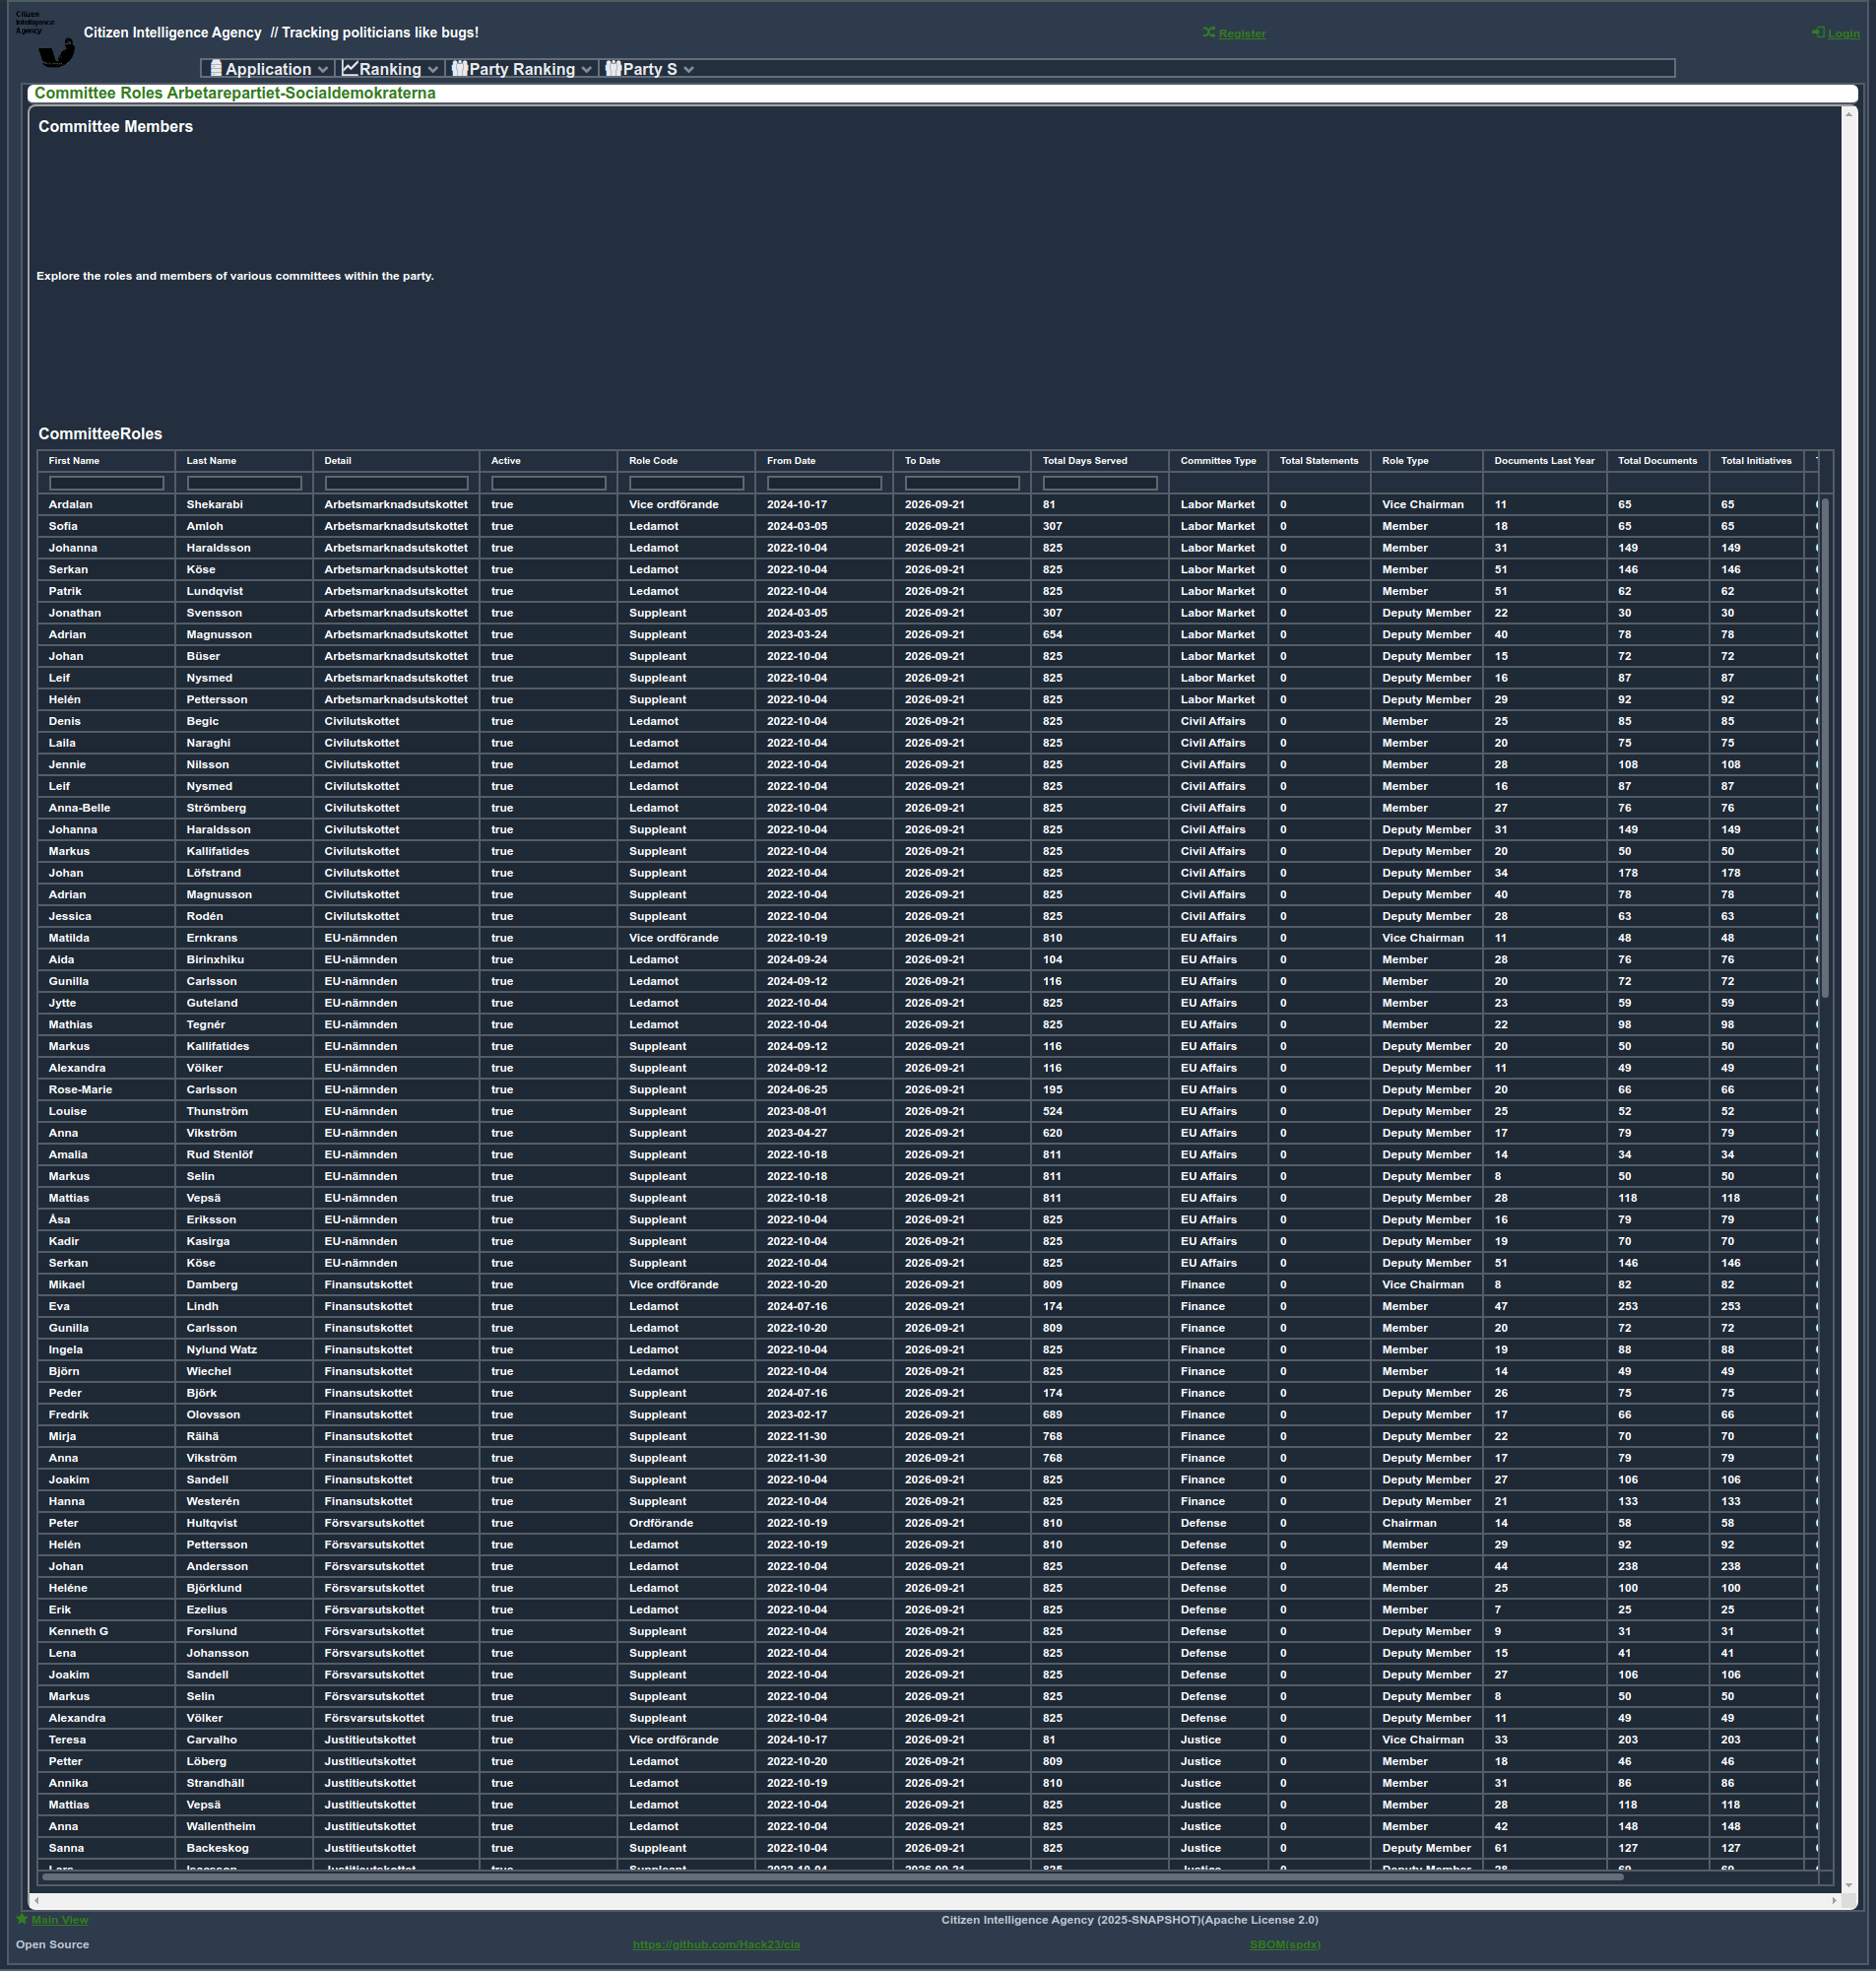 Citizen
Intelligence
Agency
Citizen Intelligence Agency // Tracking politicians like bugs!
Register
Login
Application Ranking Party Ranking Party S
Committee Roles Arbetarepartiet-Socialdemokraterna
Committee Members
Explore the roles and members of various committees within the party.
CommitteeRoles
First Name Last Name Detail Active Role Code From Date To Date Total Days Served Committee Type Total Statements Role Type Documents Last Year Total Documents Total Initiatives
Ardalan Shekarabi Arbetsmarknadsutskottet true Vice ordförande 2024-10-17 2026-09-21 81 Labor Market 0 Vice Chairman 11 65 65
Sofia Amloh Arbetsmarknadsutskottet true Ledamot 2024-03-05 2026-09-21 307 Labor Market 0 Member 18 65 65
Johanna Haraldsson Arbetsmarknadsutskottet true Ledamot 2022-10-04 2026-09-21 825 Labor Market 0 Member 31 149 149
Serkan Köse Arbetsmarknadsutskottet true Ledamot 2022-10-04 2026-09-21 825 Labor Market 0 Member 51 146 146
Patrik Lundqvist Arbetsmarknadsutskottet true Ledamot 2022-10-04 2026-09-21 825 Labor Market 0 Member 51 62 62
Jonathan Svensson Arbetsmarknadsutskottet true Suppleant 2024-03-05 2026-09-21 307 Labor Market 0 Deputy Member 22 30 30
Adrian Magnusson Arbetsmarknadsutskottet true Suppleant 2023-03-24 2026-09-21 654 Labor Market 0 Deputy Member 40 78 78
Johan Büser Arbetsmarknadsutskottet true Suppleant 2022-10-04 2026-09-21 825 Labor Market 0 Deputy Member 15 72 72
Leif Nysmed Arbetsmarknadsutskottet true Suppleant 2022-10-04 2026-09-21 825 Labor Market 0 Deputy Member 16 87 87
Helén Pettersson Arbetsmarknadsutskottet true Suppleant 2022-10-04 2026-09-21 825 Labor Market 0 Deputy Member 29 92 92
Denis Begic Civilutskottet true Ledamot 2022-10-04 2026-09-21 825 Civil Affairs 0 Member 25 85 85
Laila Naraghi Civilutskottet true Ledamot 2022-10-04 2026-09-21 825 Civil Affairs 0 Member 20 75 75
Jennie Nilsson Civilutskottet true Ledamot 2022-10-04 2026-09-21 825 Civil Affairs 0 Member 28 108 108
Leif Nysmed Civilutskottet true Ledamot 2022-10-04 2026-09-21 825 Civil Affairs 0 Member 16 87 87
Anna-Belle Strömberg Civilutskottet true Ledamot 2022-10-04 2026-09-21 825 Civil Affairs 0 Member 27 76 76
Johanna Haraldsson Civilutskottet true Suppleant 2022-10-04 2026-09-21 825 Civil Affairs 0 Deputy Member 31 149 149
Markus Kallifatides Civilutskottet true Suppleant 2022-10-04 2026-09-21 825 Civil Affairs 0 Deputy Member 20 50 50
Johan Löfstrand Civilutskottet true Suppleant 2022-10-04 2026-09-21 825 Civil Affairs 0 Deputy Member 34 178 178
Adrian Magnusson Civilutskottet true Suppleant 2022-10-04 2026-09-21 825 Civil Affairs 0 Deputy Member 40 78 78
Jessica Rodén Civilutskottet true Suppleant 2022-10-04 2026-09-21 825 Civil Affairs 0 Deputy Member 28 63 63
Matilda Ernkrans EU-nämnden true Vice ordförande 2022-10-19 2026-09-21 810 EU Affairs 0 Vice Chairman 11 48 48
Aida Birinxhiku EU-nämnden true Ledamot 2024-09-24 2026-09-21 104 EU Affairs 0 Member 28 76 76
Gunilla Carlsson EU-nämnden true Ledamot 2024-09-12 2026-09-21 116 EU Affairs 0 Member 20 72 72
Jytte Guteland EU-nämnden true Ledamot 2022-10-04 2026-09-21 825 EU Affairs 0 Member 23 59 59
Mathias Tegnér EU-nämnden true Ledamot 2022-10-04 2026-09-21 825 EU Affairs 0 Member 22 98 98
Markus Kallifatides EU-nämnden true Suppleant 2024-09-12 2026-09-21 116 EU Affairs 0 Deputy Member 20 50 50
Alexandra Völker EU-nämnden true Suppleant 2024-09-12 2026-09-21 116 EU Affairs 0 Deputy Member 11 49 49
Rose-Marie Carlsson EU-nämnden true Suppleant 2024-06-25 2026-09-21 195 EU Affairs 0 Deputy Member 20 66 66
Louise Thunström EU-nämnden true Suppleant 2023-08-01 2026-09-21 524 EU Affairs 0 Deputy Member 25 52 52
Anna Vikström EU-nämnden true Suppleant 2023-04-27 2026-09-21 620 EU Affairs 0 Deputy Member 17 79 79
Amalia Rud Stenlöf EU-nämnden true Suppleant 2022-10-18 2026-09-21 811 EU Affairs 0 Deputy Member 14 34 34
Markus Selin EU-nämnden true Suppleant 2022-10-18 2026-09-21 811 EU Affairs 0 Deputy Member 8 50 50
Mattias Vepsä EU-nämnden true Suppleant 2022-10-18 2026-09-21 811 EU Affairs 0 Deputy Member 28 118 118
Åsa Eriksson EU-nämnden true Suppleant 2022-10-04 2026-09-21 825 EU Affairs 0 Deputy Member 16 79 79
Kadir Kasirga EU-nämnden true Suppleant 2022-10-04 2026-09-21 825 EU Affairs 0 Deputy Member 19 70 70
Serkan Köse EU-nämnden true Suppleant 2022-10-04 2026-09-21 825 EU Affairs 0 Deputy Member 51 146 146
Mikael Damberg Finansutskottet true Vice ordförande 2022-10-20 2026-09-21 809 Finance 0 Vice Chairman 8 82 82
Eva Lindh Finansutskottet true Ledamot 2024-07-16 2026-09-21 174 Finance 0 Member 47 253 253
Gunilla Carlsson Finansutskottet true Ledamot 2022-10-20 2026-09-21 809 Finance 0 Member 20 72 72
Ingela Nylund Watz Finansutskottet true Ledamot 2022-10-04 2026-09-21 825 Finance 0 Member 19 88 88
Björn Wiechel Finansutskottet true Ledamot 2022-10-04 2026-09-21 825 Finance 0 Member 14 49 49
Peder Björk Finansutskottet true Suppleant 2024-07-16 2026-09-21 174 Finance 0 Deputy Member 26 75 75
Fredrik Olovsson Finansutskottet true Suppleant 2023-02-17 2026-09-21 689 Finance 0 Deputy Member 17 66 66
Mirja Räihä Finansutskottet true Suppleant 2022-11-30 2026-09-21 768 Finance 0 Deputy Member 22 70 70
Anna Vikström Finansutskottet true Suppleant 2022-11-30 2026-09-21 768 Finance 0 Deputy Member 17 79 79
Joakim Sandell Finansutskottet true Suppleant 2022-10-04 2026-09-21 825 Finance 0 Deputy Member 27 106 106
Hanna Westerén Finansutskottet true Suppleant 2022-10-04 2026-09-21 825 Finance 0 Deputy Member 21 133 133
Peter Hultqvist Försvarsutskottet true Ordförande 2022-10-19 2026-09-21 810 Defense 0 Chairman 14 58 58
Helén Pettersson Försvarsutskottet true Ledamot 2022-10-19 2026-09-21 810 Defense 0 Member 29 92 92
Johan Andersson Försvarsutskottet true Ledamot 2022-10-04 2026-09-21 825 Defense 0 Member 44 238 238
Heléne Björklund Försvarsutskottet true Ledamot 2022-10-04 2026-09-21 825 Defense 0 Member 25 100 100
Erik Ezelius Försvarsutskottet true Ledamot 2022-10-04 2026-09-21 825 Defense 0 Member 7 25 25
Kenneth G Forslund Försvarsutskottet true Suppleant 2022-10-04 2026-09-21 825 Defense 0 Deputy Member 9 31 31
Lena Johansson Försvarsutskottet true Suppleant 2022-10-04 2026-09-21 825 Defense 0 Deputy Member 15 41 41
Joakim Sandell Försvarsutskottet true Suppleant 2022-10-04 2026-09-21 825 Defense 0 Deputy Member 27 106 106
Markus Selin Försvarsutskottet true Suppleant 2022-10-04 2026-09-21 825 Defense 0 Deputy Member 8 50 50
Alexandra Völker Försvarsutskottet true Suppleant 2022-10-04 2026-09-21 825 Defense 0 Deputy Member 11 49 49
Teresa Carvalho Justitieutskottet true Vice ordförande 2024-10-17 2026-09-21 81 Justice 0 Vice Chairman 33 203 203
Petter Löberg Justitieutskottet true Ledamot 2022-10-20 2026-09-21 809 Justice 0 Member 18 46 46
Annika Strandhäll Justitieutskottet true Ledamot 2022-10-19 2026-09-21 810 Justice 0 Member 31 86 86
Mattias Vepsä Justitieutskottet true Ledamot 2022-10-04 2026-09-21 825 Justice 0 Member 28 118 118
Anna Wallentheim Justitieutskottet true Ledamot 2022-10-04 2026-09-21 825 Justice 0 Member 42 148 148
Sanna Backeskog Justitieutskottet true Suppleant 2022-10-04 2026-09-21 825 Justice 0 Deputy Member 61 127 127
Main View
Citizen Intelligence Agency (2025-SNAPSHOT)(Apache License 2.0)
Open Source
https://github.com/Hack23/cia
SBOM(spdx)